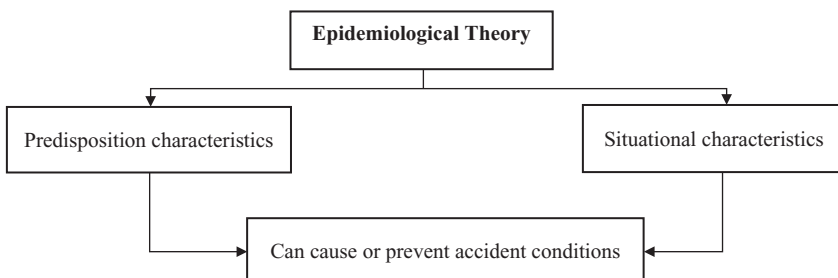 Epidemiological Theory
Predisposition characteristics
Situational characteristics
Can cause or prevent accident conditions